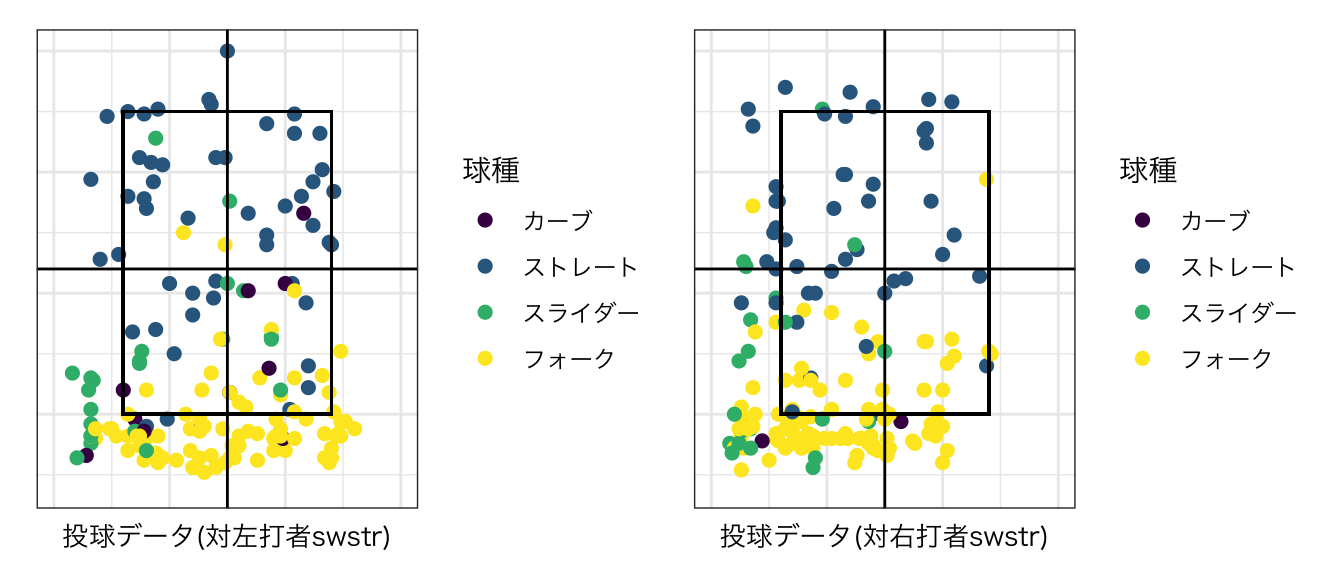 球種
カーブ
ストレート
スライダー
フォーク
投球データ(対左打者swstr)
球種
カーブ
ストレート
スライダー
フォーク
投球データ(対右打者swstr)